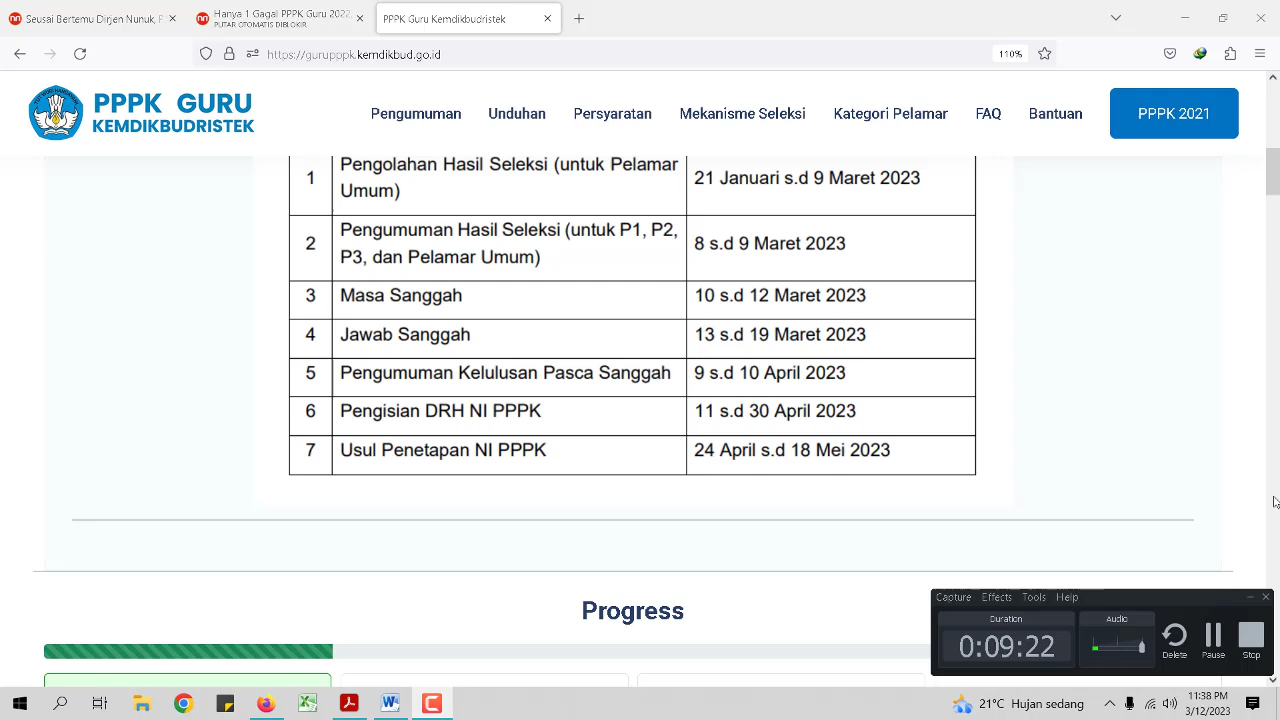 Seusai Bertemu Dirjen Nunuk, P
Hanya 1 Gagal PPPK Guru 2022
PUTAR OTOMATIS DIBLOKIR
PPPK Guru Kemdikbudristek
https://gurupppk.kemdikbud.go.id
110%
PPPK GURU
KEMDIKBUDRISTEK
Pengumuman
Unduhan
Persyaratan
Mekanisme Seleksi
Kategori Pelamar
FAQ
Bantuan
PPPK 2021
1 Pengolahan Hasil Seleksi (untuk Pelamar Umum) 21 Januari s.d 9 Maret 2023
2 Pengumuman Hasil Seleksi (untuk P1, P2, P3, dan Pelamar Umum) 8 s.d 9 Maret 2023
3 Masa Sanggah 10 s.d 12 Maret 2023
4 Jawab Sanggah 13 s.d 19 Maret 2023
5 Pengumuman Kelulusan Pasca Sanggah 9 s.d 10 April 2023
6 Pengisian DRH NI PPPK 11 s.d 30 April 2023
7 Usul Penetapan NI PPPK 24 April s.d 18 Mei 2023
Progress
Capture Effects Tools Help
Duration
0:09:22
Audio
Delete
Pause
Stop
21°C Hujan sedang
11:38 PM
3/12/2023